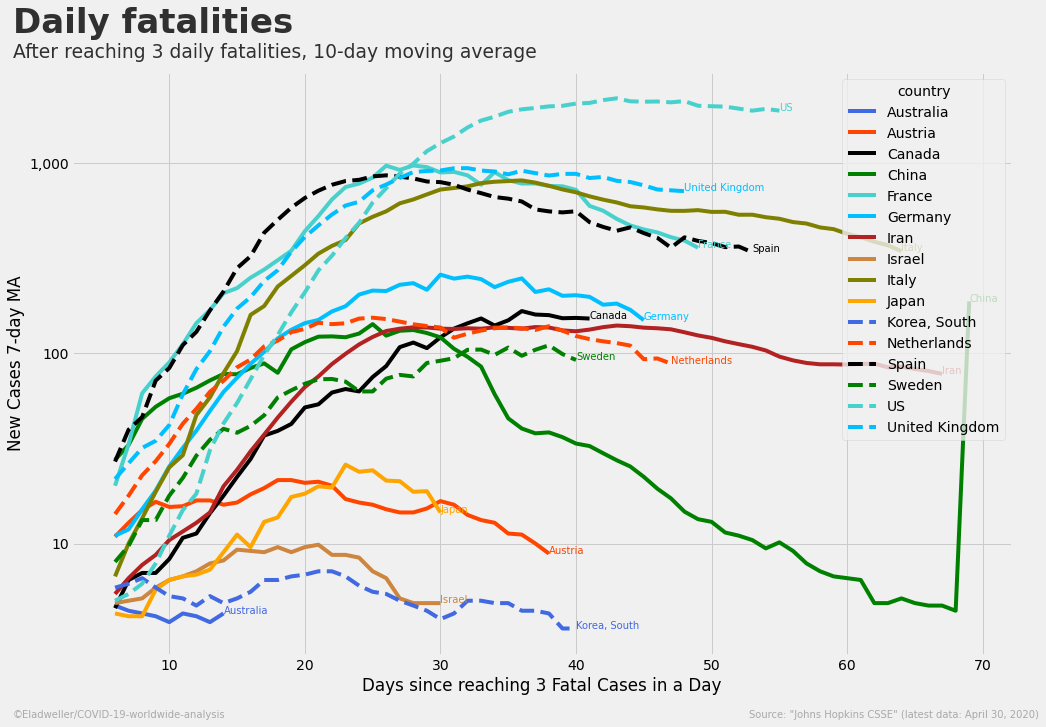 Daily fatalities
After reaching 3 daily fatalities, 10-day moving average
New Cases 7-day MA
1,000
100
10
10
20
30
40
50
60
70
Days since reaching 3 Fatal Cases in a Day
country
Australia
Austria
Canada
China
France
Germany
Iran
Israel
Italy
Japan
Korea, South
Netherlands
Spain
Sweden
US
United Kingdom
US
United Kingdom
France
Spain
Italy
China
Canada
Germany
Sweden
Netherlands
Iran
Japan
Austria
Israel
Australia
Korea, South
©Eladweller/COVID-19-worldwide-analysis
Source: "Johns Hopkins CSSE" (latest data: April 30, 2020)